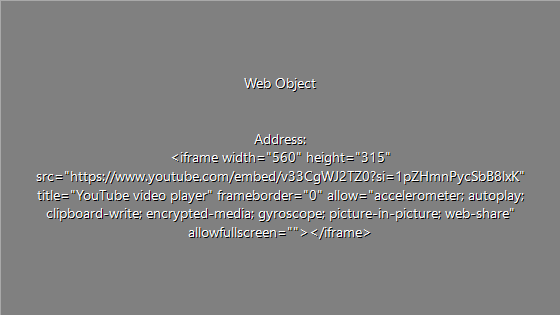 Web Object
Address:
<iframe width="560" height="315"
src="https://www.youtube.com/embed/v33CgWJ2TZ0?si=1pZHmnPycSbB8lxK"
title="YouTube video player" frameborder="0" allow="accelerometer; autoplay;
clipboard-write; encrypted-media; gyroscope; picture-in-picture; web-share"
allowfullscreen=""></iframe>